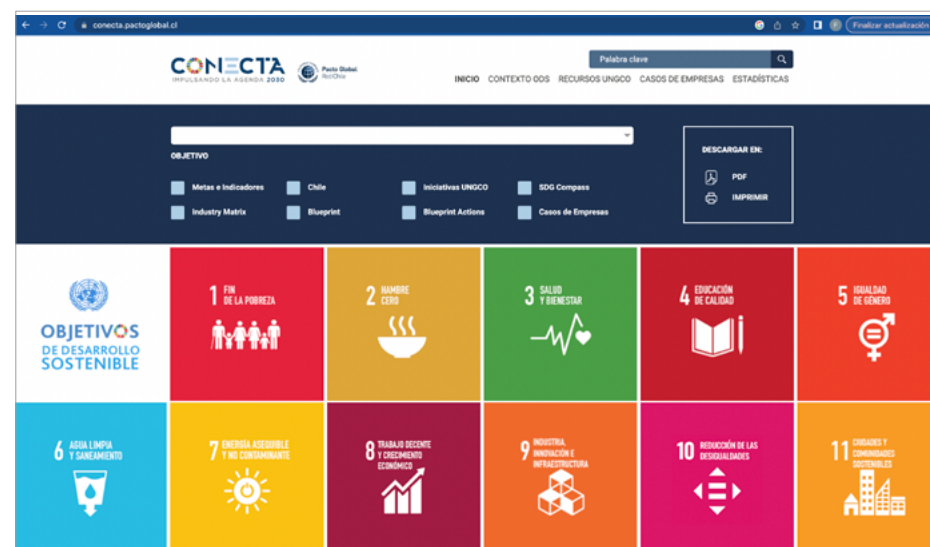 conecta.pactoglobal.cl
Finalizar actualización
CONECTA
IMPULSANDO LA AGENDA 2030
Pacto Global
Red Chile
Palabra clave
INICIO CONTEXTO ODS RECURSOS UNGCO CASOS DE EMPRESAS ESTADÍSTICAS
OBJETIVO
Metas e Indicadores
Chile
Iniciativas UNGCO
SDG Compass
Industry Matrix
Blueprint
Blueprint Actions
Casos de Empresas
DESCARGAR EN:
PDF
IMPRIMIR
OBJETIVOS
DE DESARROLLO
SOSTENIBLE
1 FIN
DE LA POBREZA
2 HAMBRE
CERO
3 SALUD
Y BIENESTAR
4 EDUCACIÓN
DE CALIDAD
5 IGUALDAD
DE GÉNERO
6 AGUA LIMPIA
Y SANEAMIENTO
7 ENERGÍA ASEQUIBLE
Y NO CONTAMINANTE
8 TRABAJO DECENTE
Y CRECIMIENTO
ECONÓMICO
9 INDUSTRIA,
INNOVACIÓN E
INFRAESTRUCTURA
10 REDUCCIÓN DE LAS
DESIGUALDADES
11 CIUDADES Y
COMUNIDADES
SOSTENIBLES